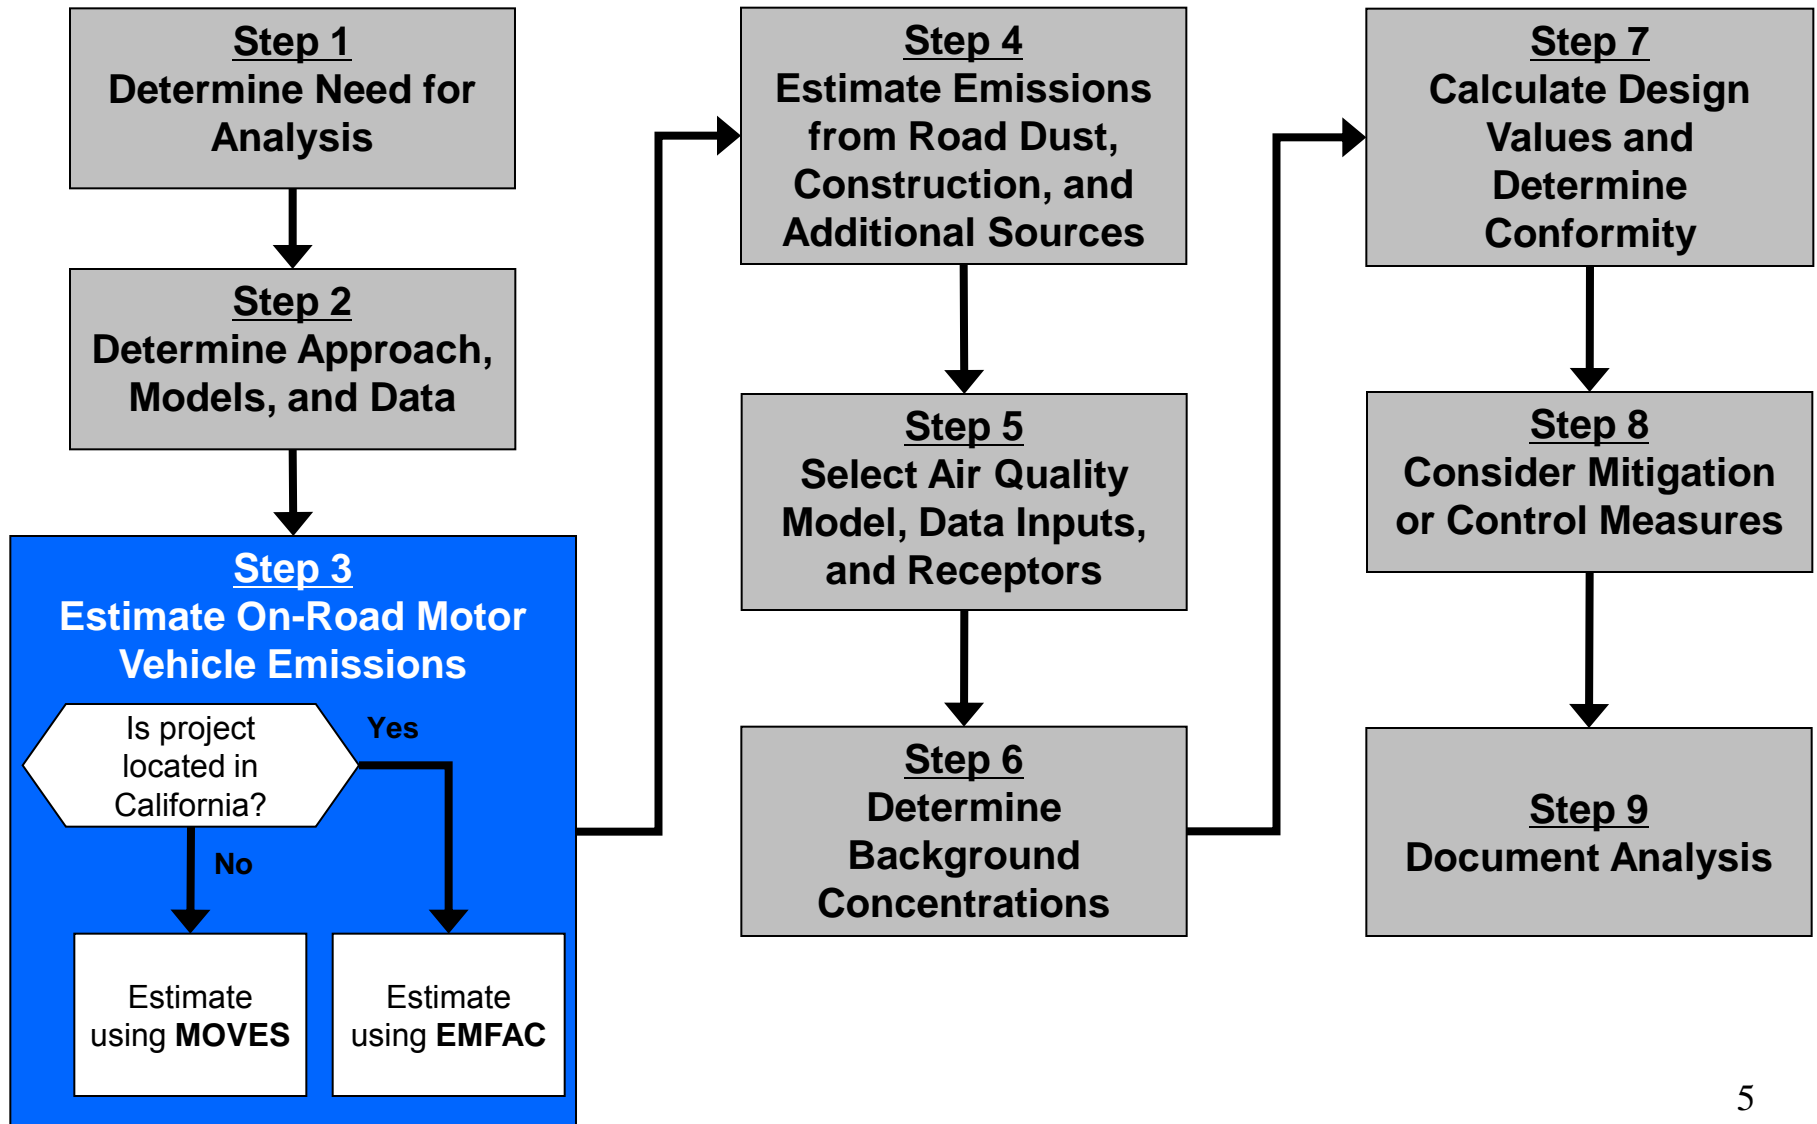 Step 1
Determine Need for
Analysis
Step 2
Determine Approach,
Models, and Data
Step 3
Estimate On-Road Motor
Vehicle Emissions
Is project
located in
California?
Yes
No
Estimate
using MOVES
Estimate
using EMFAC
Step 4
Estimate Emissions
from Road Dust,
Construction, and
Additional Sources
Step 5
Select Air Quality
Model, Data Inputs,
and Receptors
Step 6
Determine
Background
Concentrations
Step 7
Calculate Design
Values and
Determine
Conformity
Step 8
Consider Mitigation
or Control Measures
Step 9
Document Analysis
5